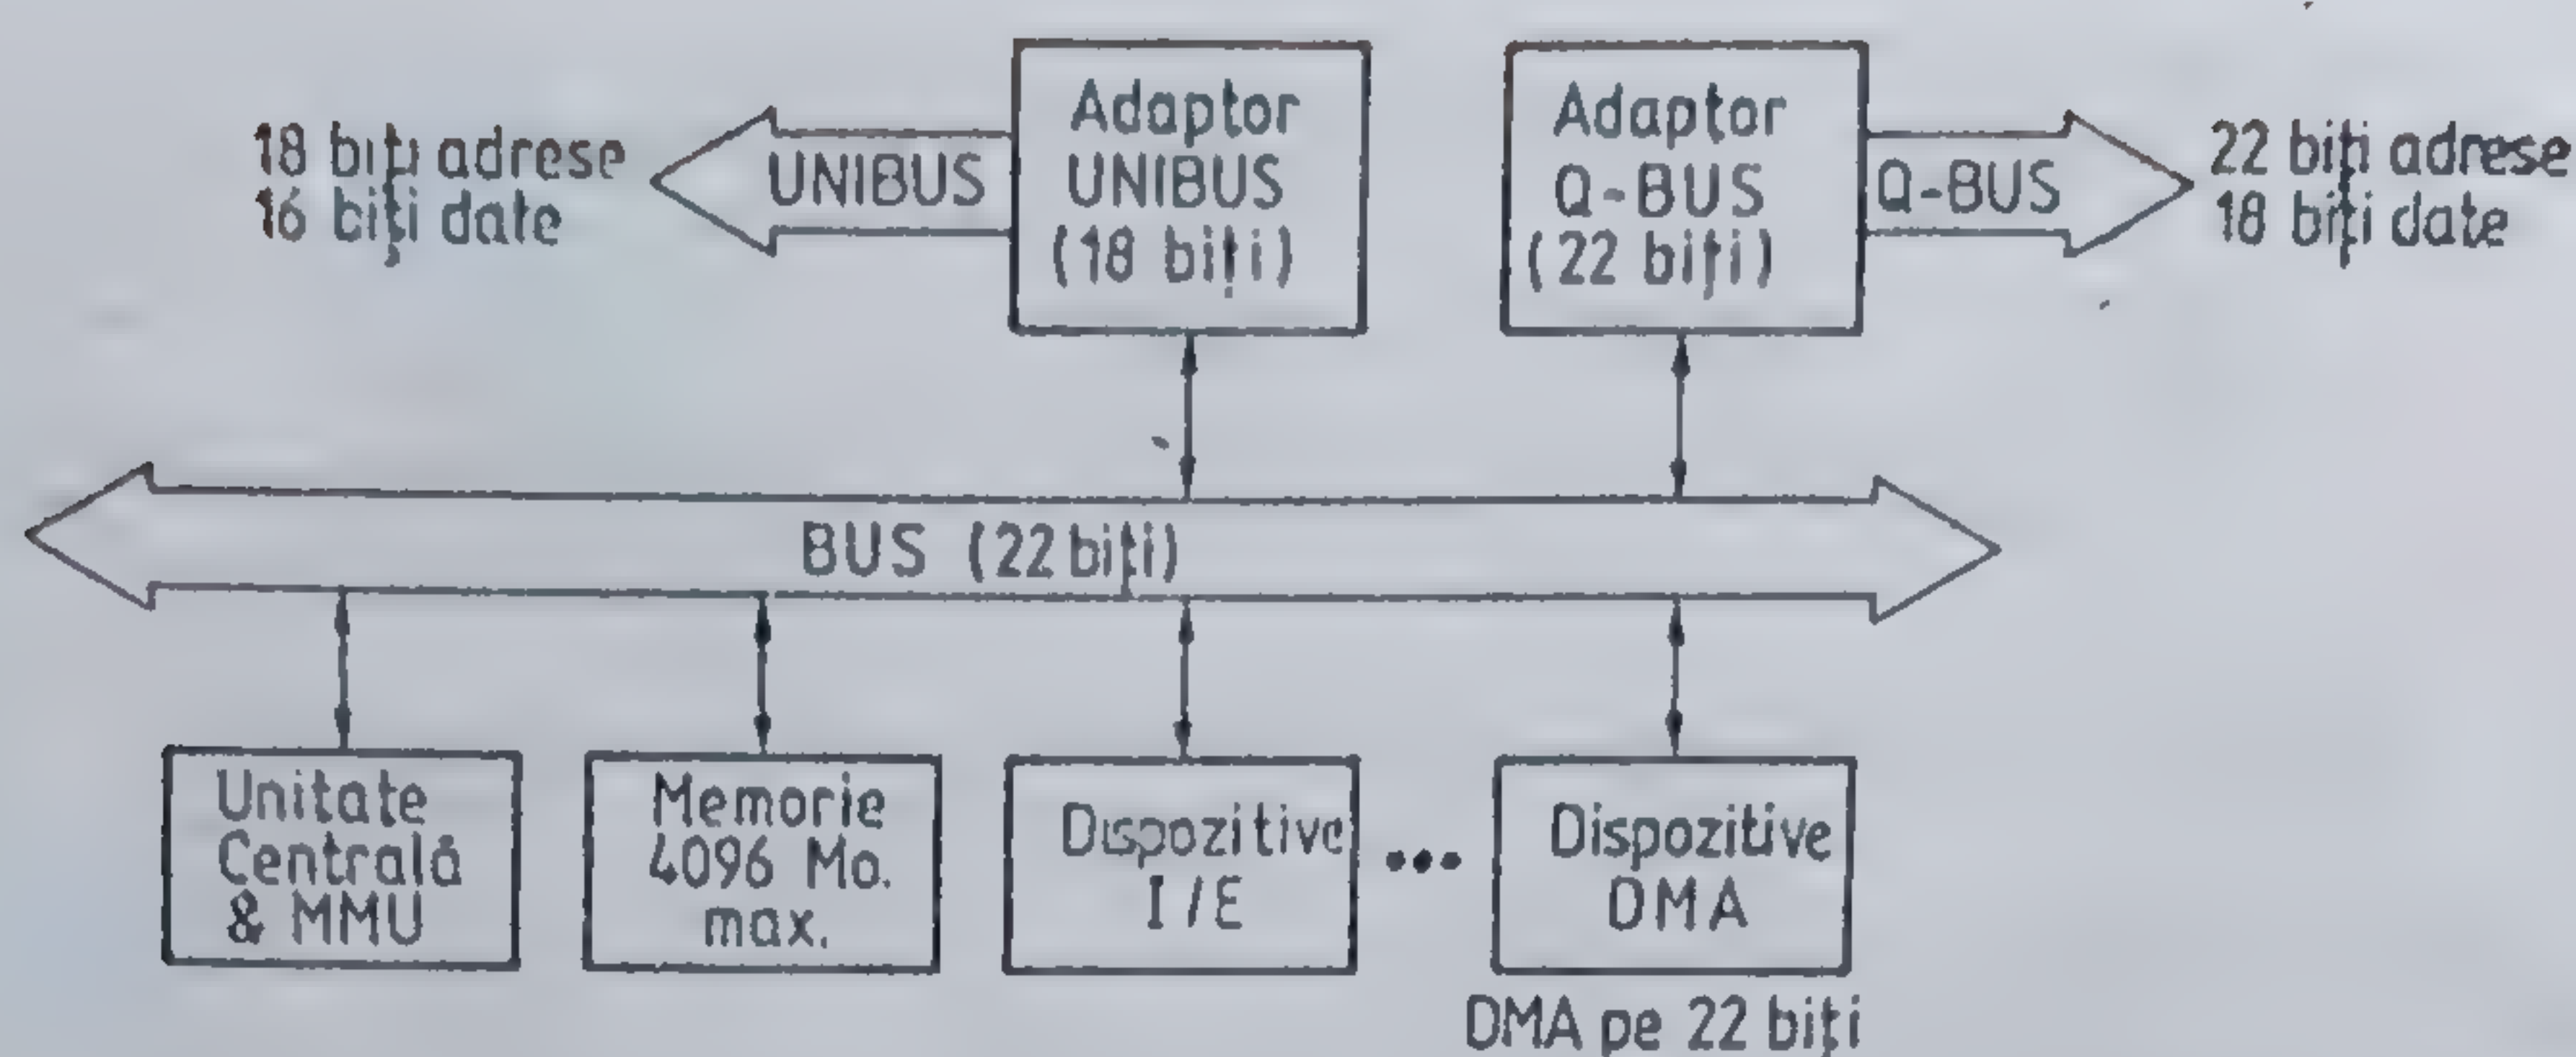 18 biți adrese
16 biți date
UNIBUS
Adaptor
UNIBUS
(18 biți)
Adaptor
Q-BUS
(22 biți)
Q-BUS
22 biți adrese
18 biți date
BUS (22 biți)
Unitate
Centrală
& MMU
Memorie
4096 Mo.
max.
Dispozitive
I/E
...
Dispozitive
DMA
DMA pe 22 biți